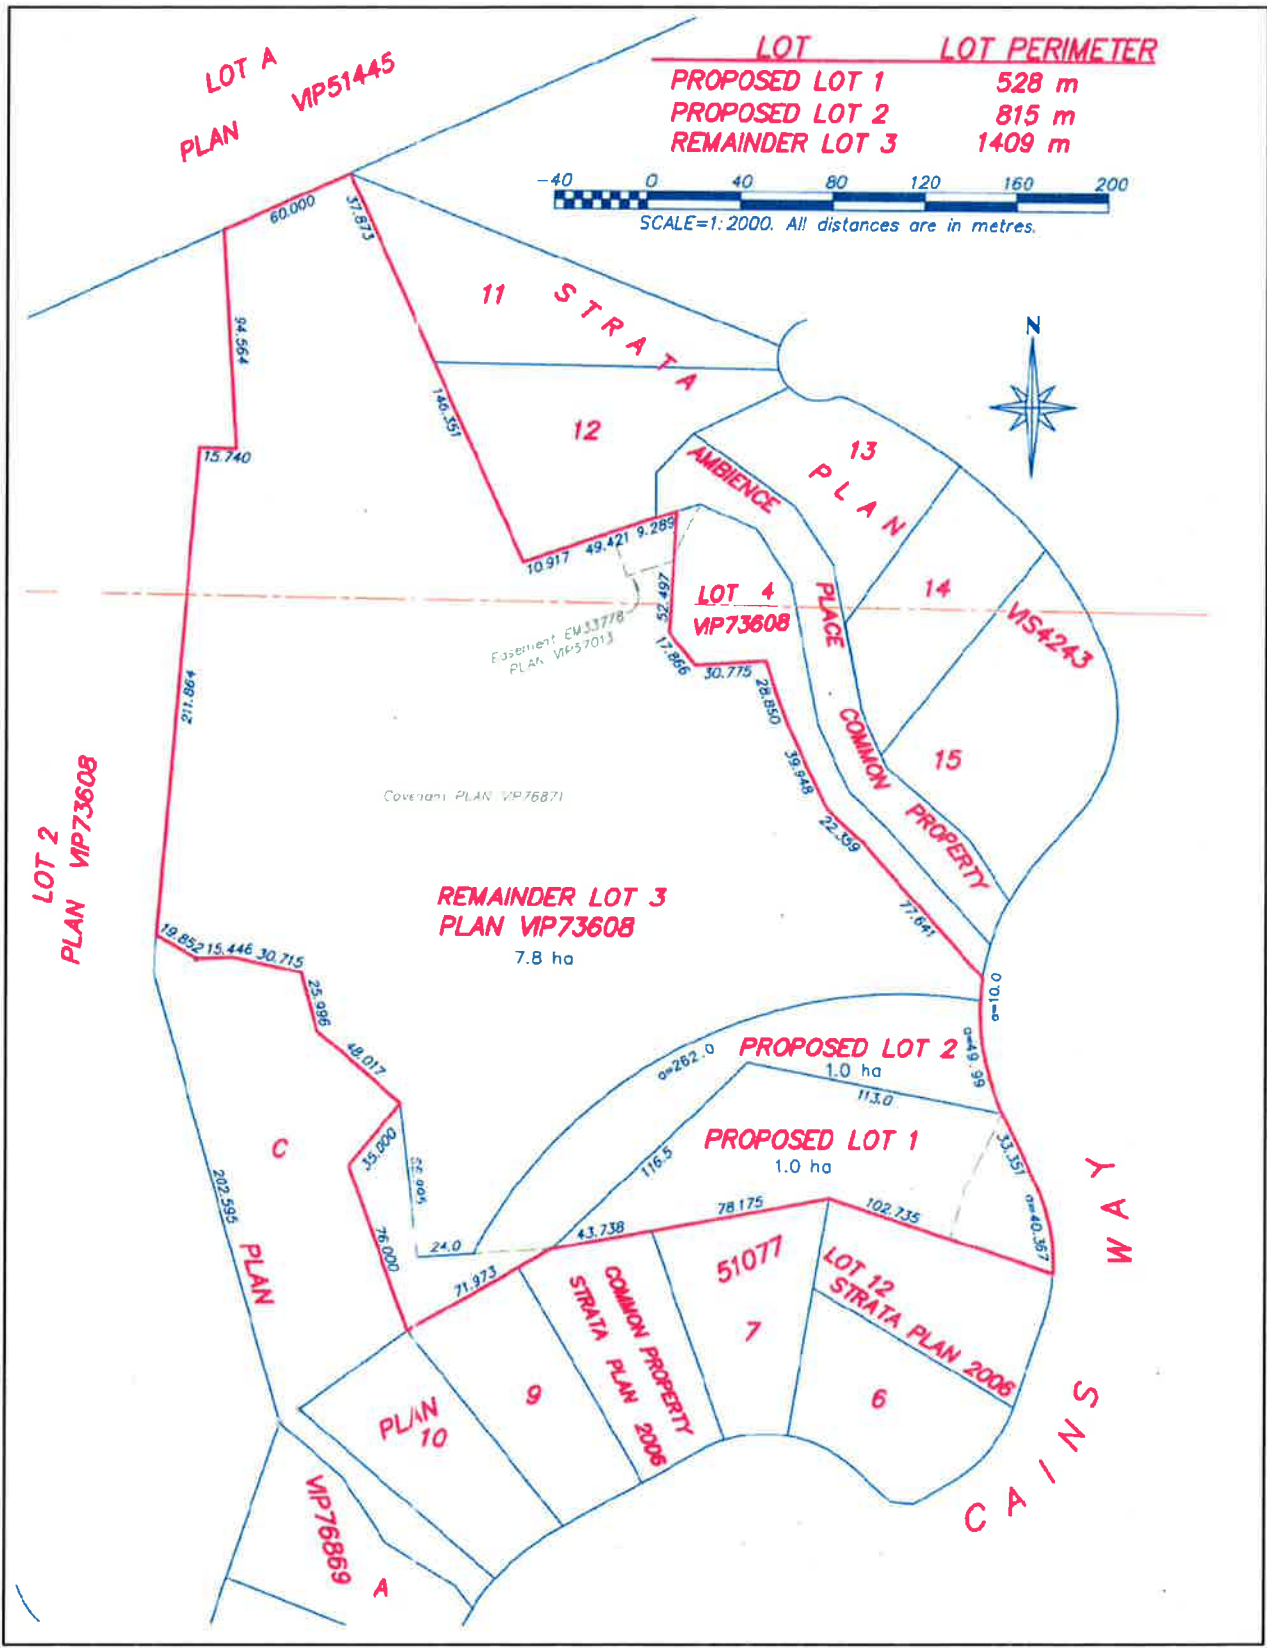 LOT A
PLAN VIP51445
LOT LOT PERIMETER
PROPOSED LOT 1 528 m
PROPOSED LOT 2 815 m
REMAINDER LOT 3 1409 m
-40 0 40 80 120 160 200
SCALE=1:2000. All distances are in metres.
60.000
37.873
94.564
15.740
146.351
11
STRATA
12
N
13
PLAN
14
VIS4243
15
AMBIENCE
PLACE
COMMON
PROPERTY
10.917
49.421
9.289
52.497
LOT 4
VIP73608
17.866
30.775
28.850
39.948
22.359
77.641
Easement EM33778
PLAN VIP57013
211.864
LOT 2
PLAN VIP73608
Covenant PLAN VIP76871
REMAINDER LOT 3
PLAN VIP73608
7.8 ha
19.852
15.446
30.715
25.996
48.017
35.000
76.000
24.0
71.973
202.595
C
PLAN
a=10.0
a=49.99
a=262.0
PROPOSED LOT 2
1.0 ha
113.0
116.5
PROPOSED LOT 1
1.0 ha
33.351
a=40.367
43.738
78.175
102.735
51077
7
LOT 12
STRATA PLAN 2006
6
COMMON PROPERTY
STRATA PLAN 2006
9
PLAN
10
VIP76869
A
CAINS WAY